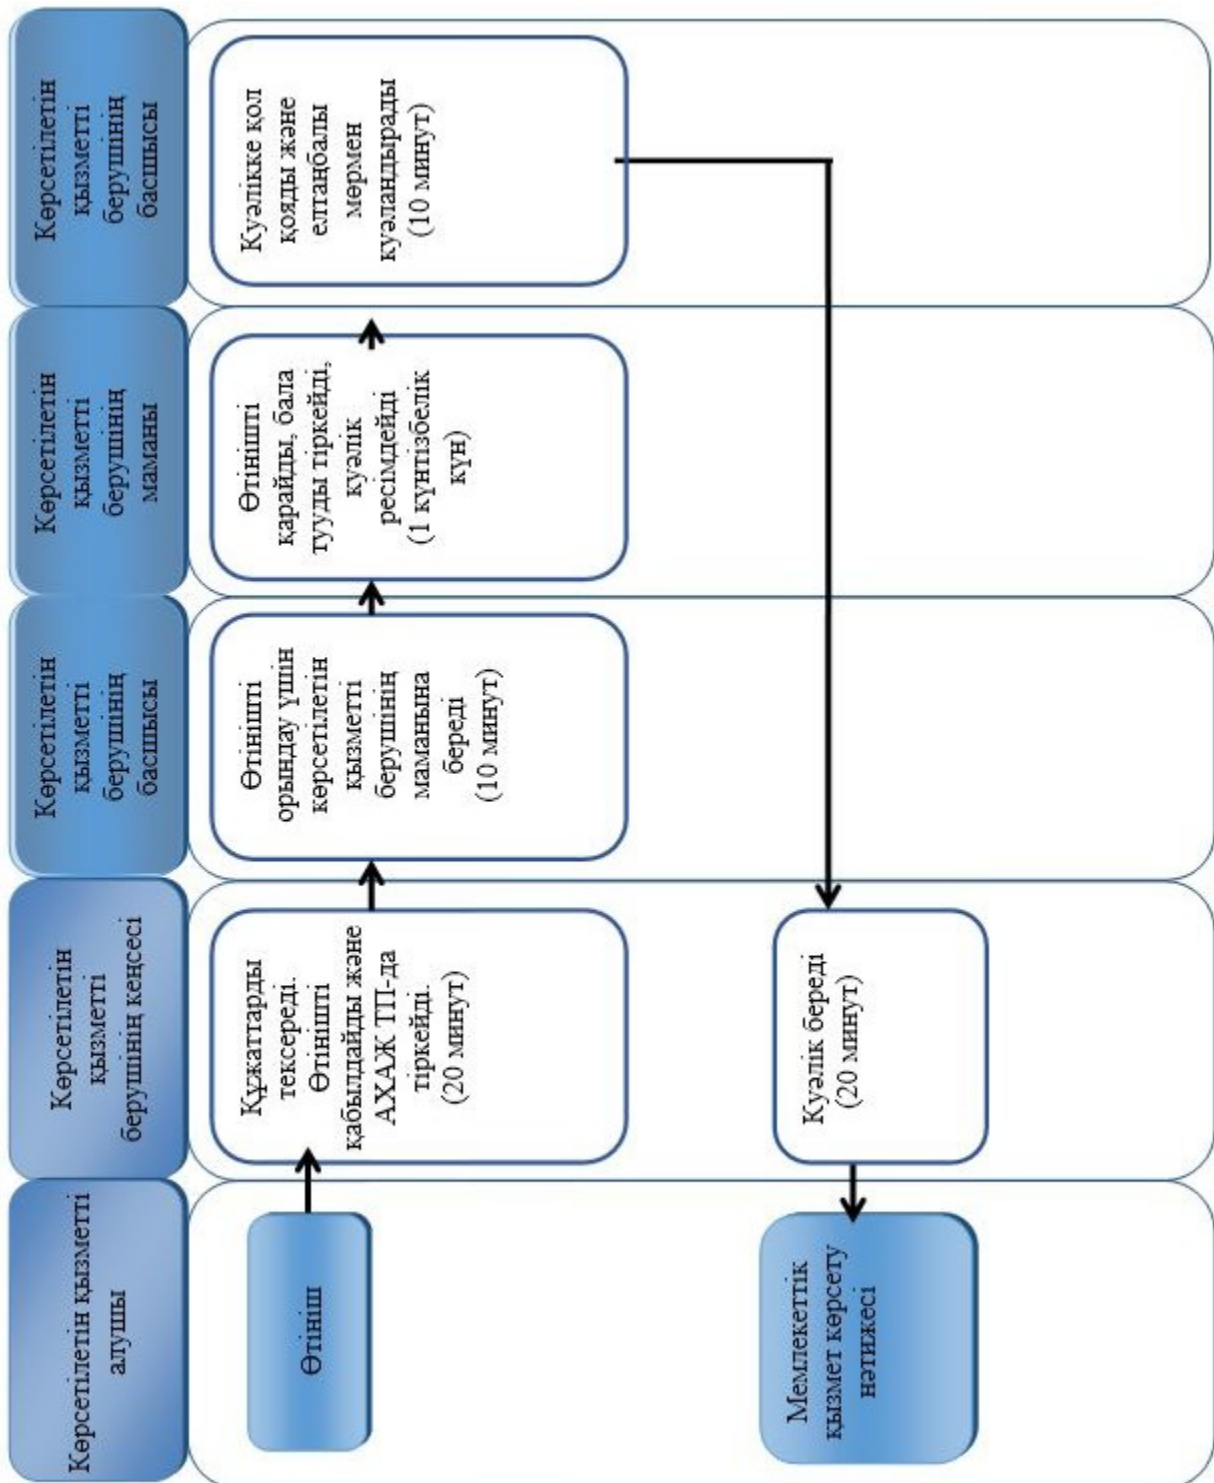 Көрсетілетін қызметті
алушы
Көрсетілетін
қызметті
берушінің кеңсесі
Көрсетілетін
қызметті
берушінің
басшысы
Көрсетілетін
қызметті
берушінің
маманы
Көрсетілетін
қызметті
берушінің
басшысы
Өтініш
Құжаттарды
тексереді.
Өтінішті
қабылдайды және
АХАЖ ТП-да
тіркейді.
(20 минут)
Өтінішті
орындау үшін
көрсетілетін
қызметті
берушінің
маманына
береді
(10 минут)
Өтінішті
қарайды, бала
тууды тіркейді,
куәлік
ресімдейді
(1 күнтізбелік
күн)
Куәлікке қол
қояды және
елтаңбалы
мөрмен
куәландырады
(10 минут)
Мемлекеттік
қызмет көрсету
нәтижесі
Куәлік береді
(20 минут)